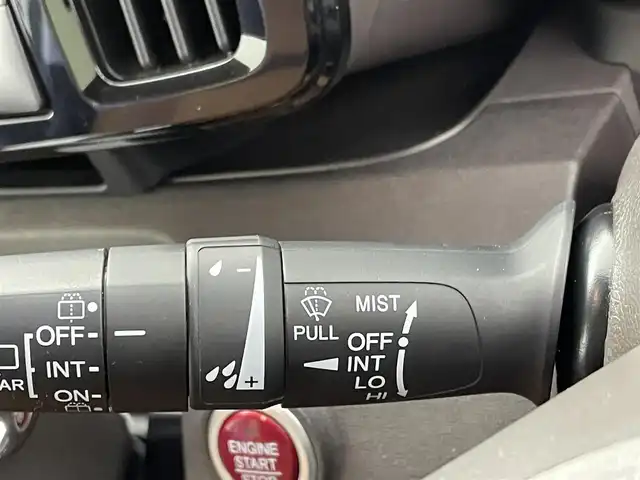 OFF
INT
ON
AR
−
+
PULL
MIST
OFF
INT
LO
HI
ENGINE
START
STOP